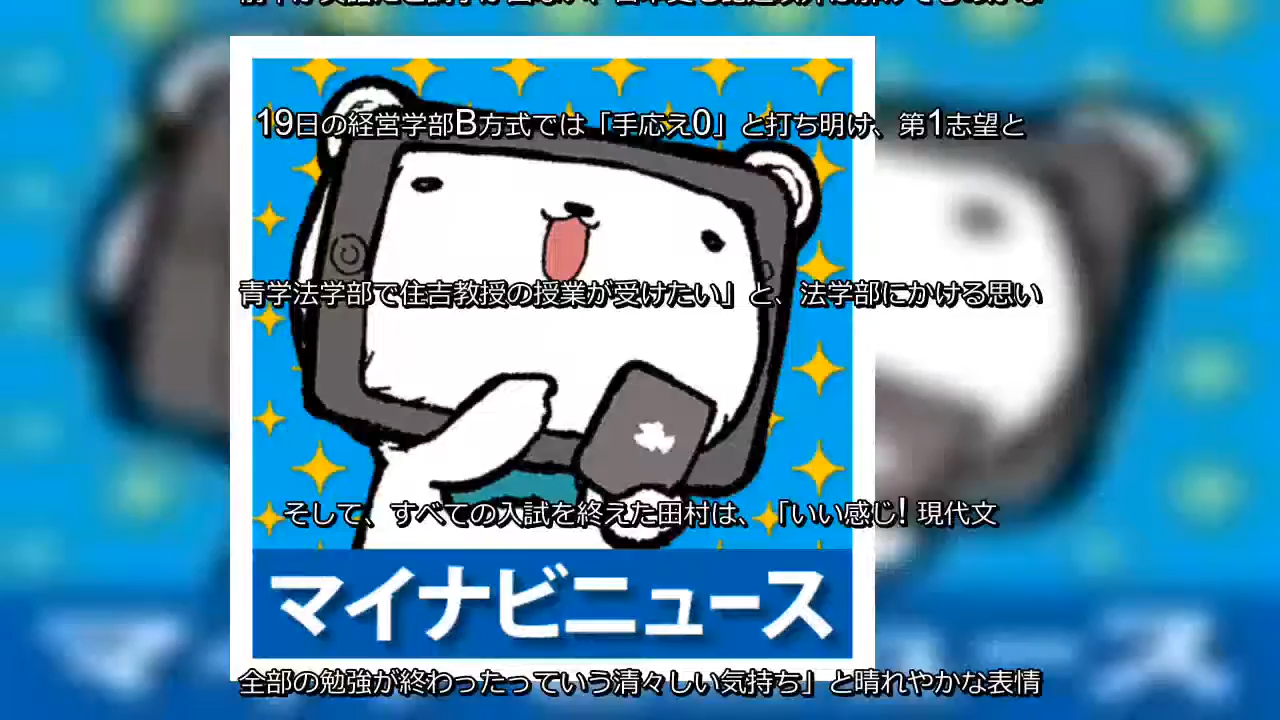 19日の経営学部B方式では「手応え0」と打ち明け、第1志望と
青学法学部で住吉教授の授業が受けたい」と、法学部にかける思い
そして、すべての入試を終えた田村は、「いい感じ! 現代文
マイナビニュース
全部の勉強が終わったっていう清々しい気持ち」と晴れやかな表情